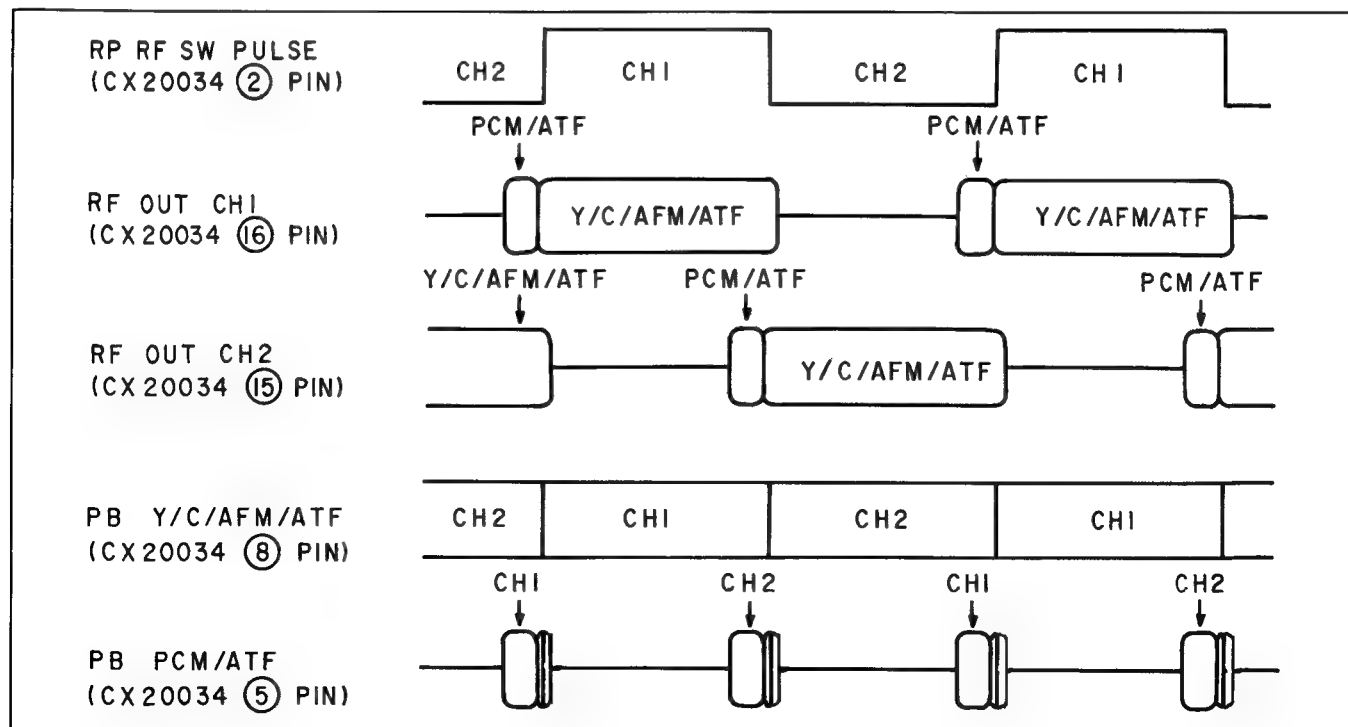 RP RF SW PULSE
(CX20034 ② PIN)
CH2 CH1 CH2 CH1
PCM/ATF PCM/ATF
RF OUT CH1
(CX20034 ⑯ PIN)
Y/C/AFM/ATF Y/C/AFM/ATF
Y/C/AFM/ATF PCM/ATF PCM/ATF
RF OUT CH2
(CX20034 ⑮ PIN)
Y/C/AFM/ATF
PB Y/C/AFM/ATF
(CX20034 ⑧ PIN)
CH2 CH1 CH2 CH1
CH1 CH2 CH1 CH2
PB PCM/ATF
(CX20034 ⑤ PIN)